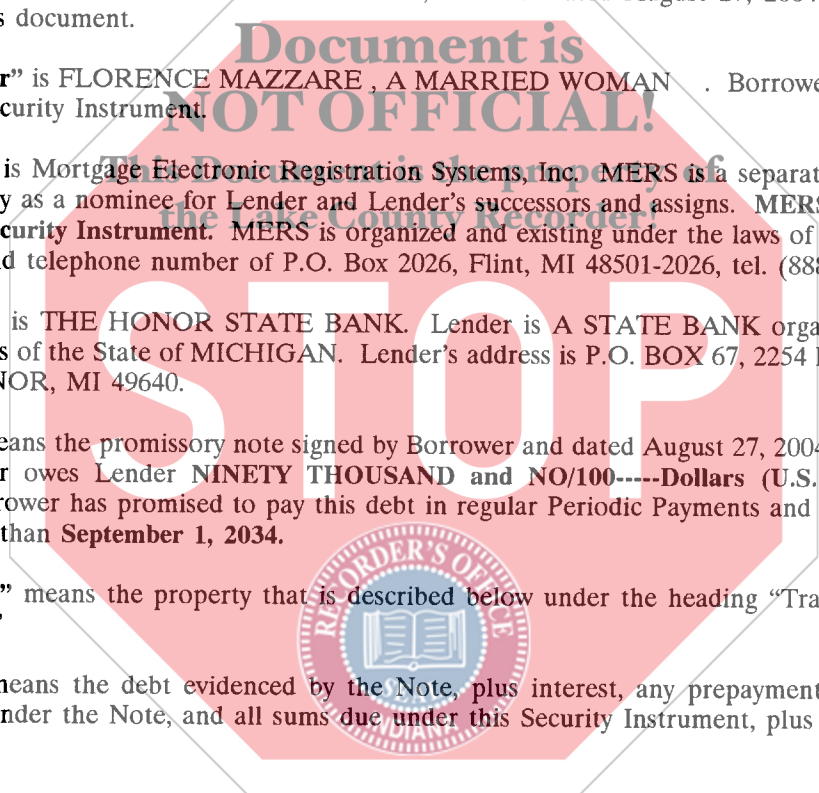 s document.
Document is
r” is FLORENCE MAZZARE , A MARRIED WOMAN . Borrowe
curity Instrument.
NOT OFFICIAL!
is Mortgage Electronic Registration Systems, Inc. MERS is a separat
This Document is the property of
y as a nominee for Lender and Lender's successors and assigns. MERS
the Lake County Recorder!
curity Instrument. MERS is organized and existing under the laws of
d telephone number of P.O. Box 2026, Flint, MI 48501-2026, tel. (888
STOP
is THE HONOR STATE BANK. Lender is A STATE BANK orga
s of the State of MICHIGAN. Lender's address is P.O. BOX 67, 2254
NOR, MI 49640.
eans the promissory note signed by Borrower and dated August 27, 2004
r owes Lender NINETY THOUSAND and NO/100-----Dollars (U.S.
rower has promised to pay this debt in regular Periodic Payments and
than September 1, 2034.
RECORDER'S OFFICE
” means the property that is described below under the heading “Tra
SEAL
INDIANA
neans the debt evidenced by the Note, plus interest, any prepayment
nder the Note, and all sums due under this Security Instrument, plus